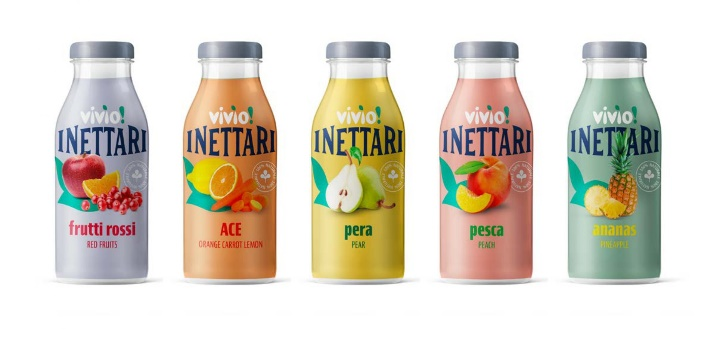 vivio!
INETTARI
frutti rossi
RED FRUITS
vivio!
INETTARI
ACE
ORANGE CARROT LEMON
vivio!
INETTARI
pera
PEAR
vivio!
INETTARI
pesca
PEACH
vivio!
INETTARI
ananas
PINEAPPLE